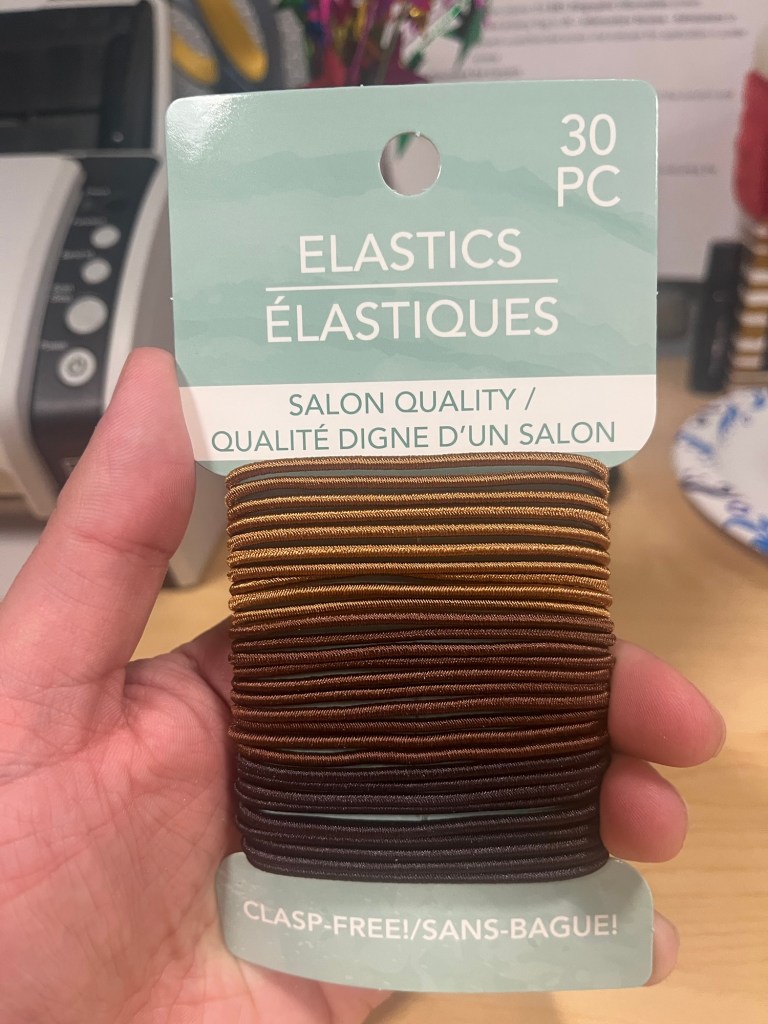 30
PC
ELASTICS
ÉLASTIQUES
SALON QUALITY /
QUALITÉ DIGNE D'UN SALON
CLASP-FREE!/SANS-BAGUE!